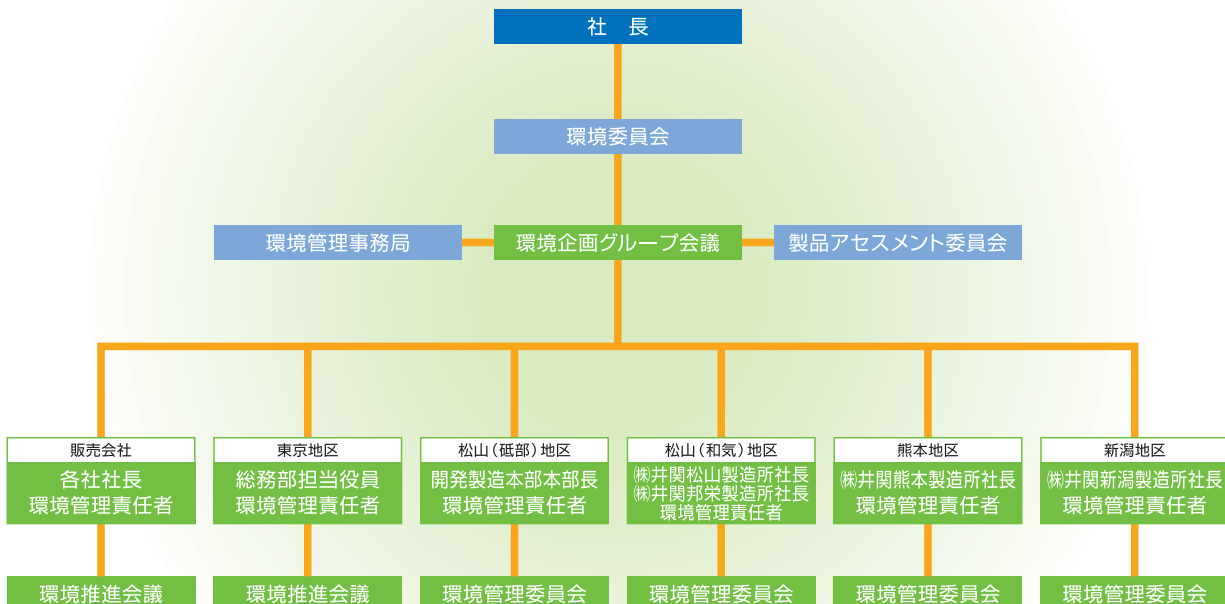 社　長
環境委員会
環境管理事務局
環境企画グループ会議
製品アセスメント委員会
販売会社
各社社長
環境管理責任者
東京地区
総務部担当役員
環境管理責任者
松山（砥部）地区
開発製造本部本部長
環境管理責任者
松山（和気）地区
㈱井関松山製造所社長
㈱井関邦栄製造所社長
環境管理責任者
熊本地区
㈱井関熊本製造所社長
環境管理責任者
新潟地区
㈱井関新潟製造所社長
環境管理責任者
環境推進会議
環境推進会議
環境管理委員会
環境管理委員会
環境管理委員会
環境管理委員会